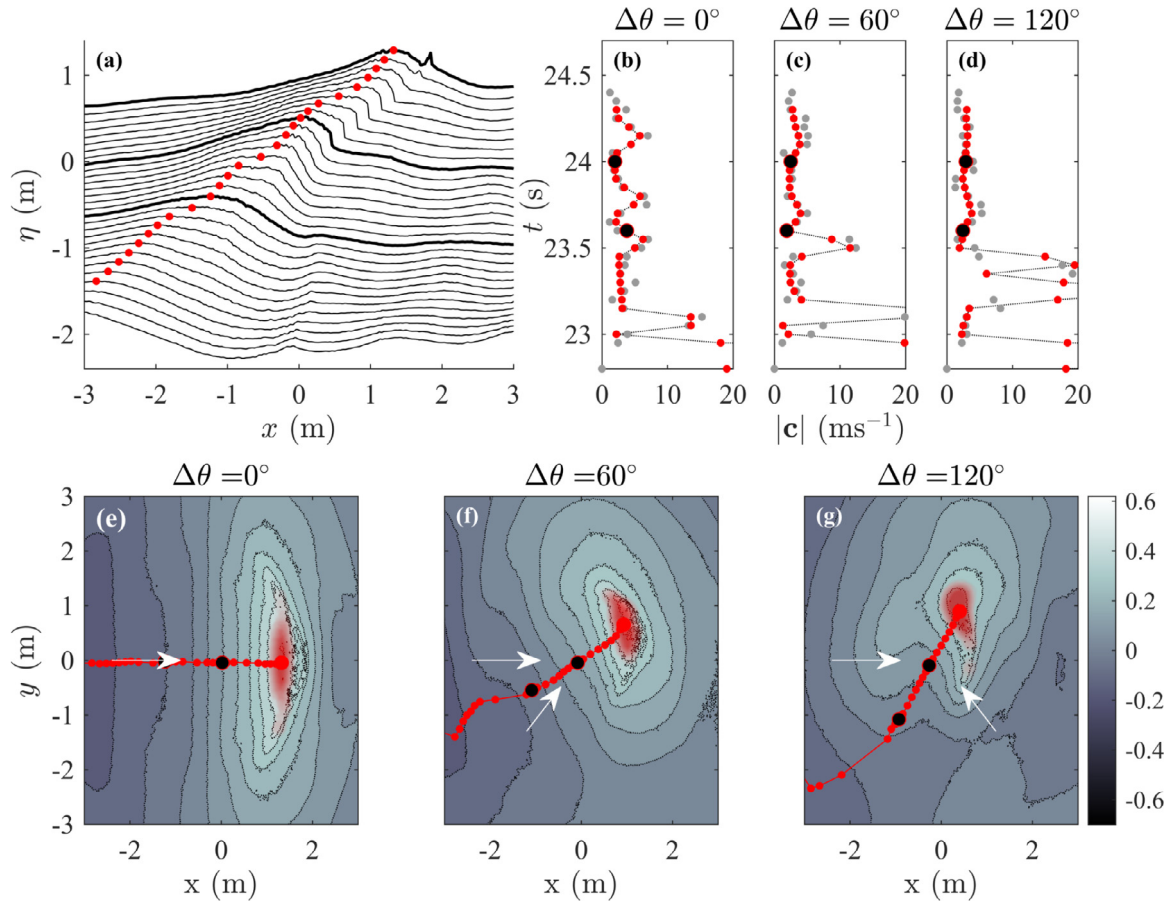 Δθ = 0° Δθ = 60° Δθ = 120°
(a) (b) (c) (d)
1
0
-1
-2
η (m)
-3 -2 -1 0 1 2 3
x (m)
24.5
24
23.5
23
t (s)
0 10 20 0 10 20 0 10 20
|c| (ms⁻¹)
Δθ =0° Δθ =60° Δθ =120°
(e) (f) (g)
3
2
1
0
-1
-2
-3
y (m)
-2 0 2 -2 0 2 -2 0 2
x (m) x (m) x (m)
0.6
0.4
0.2
0
-0.2
-0.4
-0.6